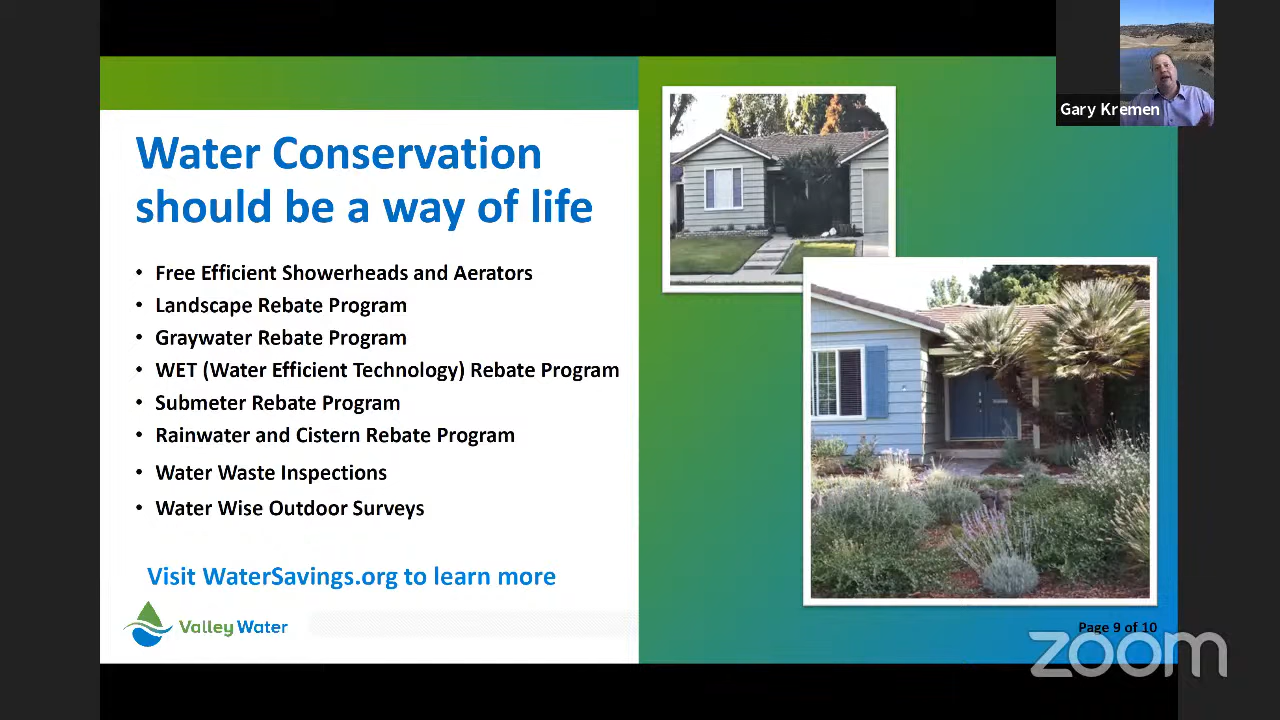 Gary Kremen
Water Conservation
should be a way of life
• Free Efficient Showerheads and Aerators
• Landscape Rebate Program
• Graywater Rebate Program
• WET (Water Efficient Technology) Rebate Program
• Submeter Rebate Program
• Rainwater and Cistern Rebate Program
• Water Waste Inspections
• Water Wise Outdoor Surveys
Visit WaterSavings.org to learn more
Valley Water
Page 9 of 10
zoom